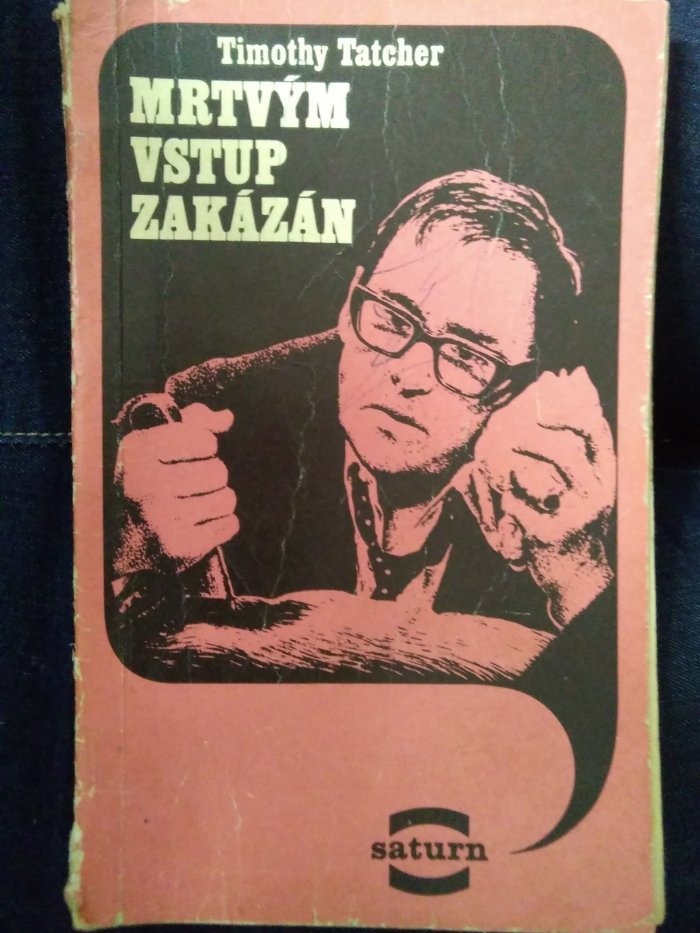 Timothy Tatcher
MRTVÝM
VSTUP
ZAKÁZÁN
saturn